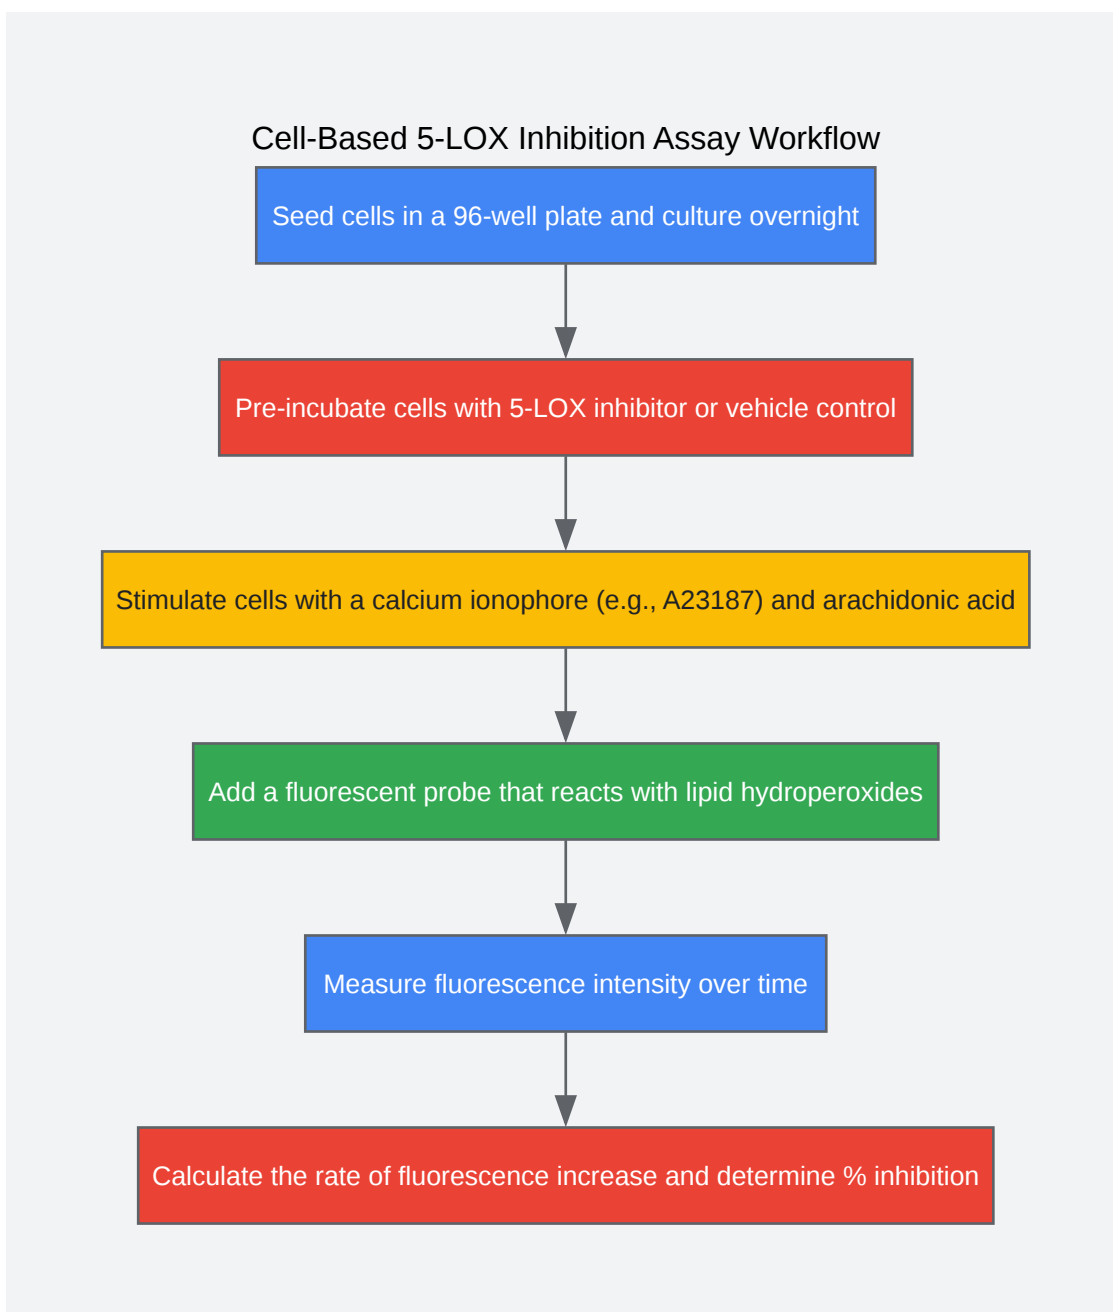 Cell-Based 5-LOX Inhibition Assay Workflow
Seed cells in a 96-well plate and culture overnight
Pre-incubate cells with 5-LOX inhibitor or vehicle control
Stimulate cells with a calcium ionophore (e.g., A23187) and arachidonic acid
Add a fluorescent probe that reacts with lipid hydroperoxides
Measure fluorescence intensity over time
Calculate the rate of fluorescence increase and determine % inhibition